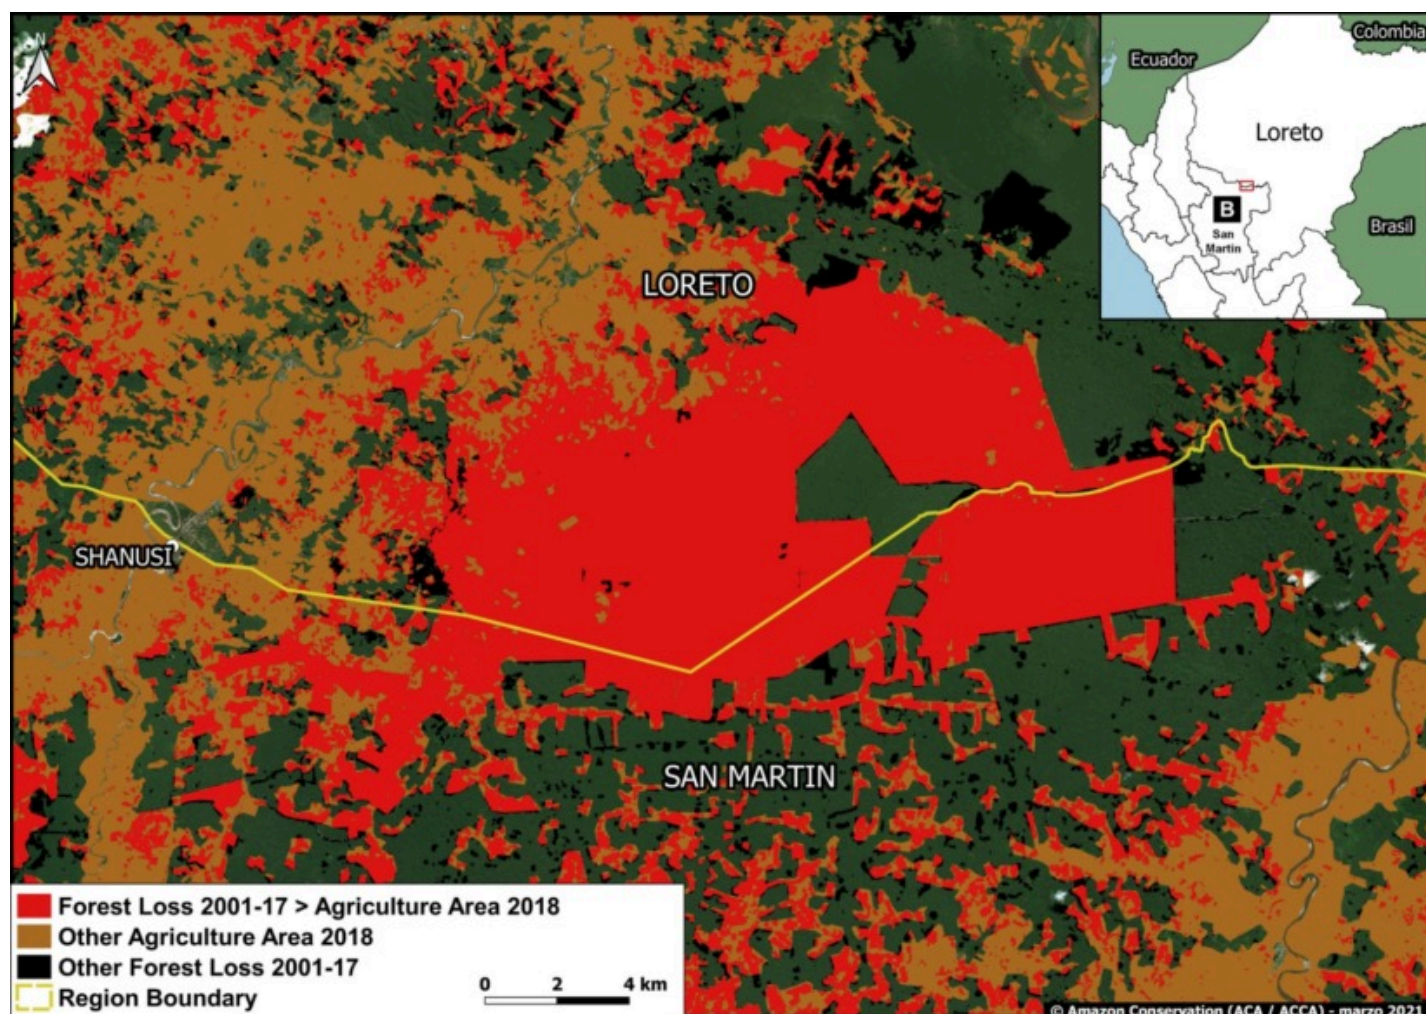 N
Colombia
Ecuador
Loreto
B
San
Martin
Brasil
LORETO
SHANUSI
SAN MARTIN
Forest Loss 2001-17 > Agriculture Area 2018
Other Agriculture Area 2018
Other Forest Loss 2001-17
Region Boundary
0 2 4 km
© Amazon Conservation (ACA / ACCA) - marzo 2021